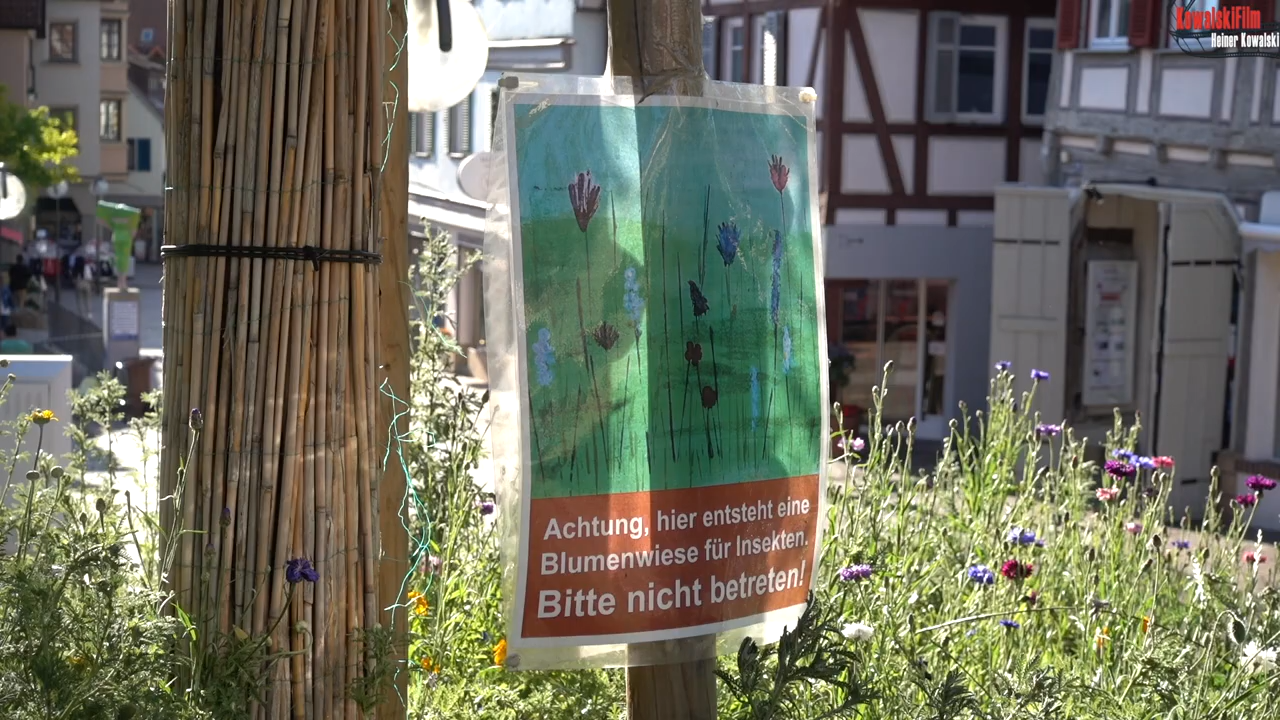 KowalskiFilm
Heiner Kowalski
Achtung, hier entsteht eine
Blumenwiese für Insekten.
Bitte nicht betreten!